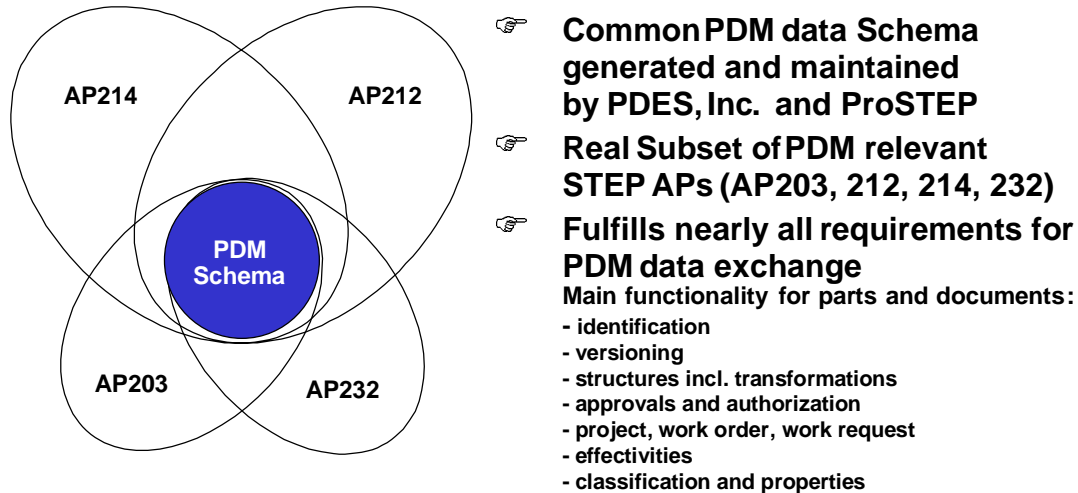 AP214
AP212
PDM
Schema
AP203
AP232
☞ Common PDM data Schema
generated and maintained
by PDES, Inc. and ProSTEP
☞ Real Subset of PDM relevant
STEP APs (AP203, 212, 214, 232)
☞ Fulfills nearly all requirements for
PDM data exchange
Main functionality for parts and documents:
- identification
- versioning
- structures incl. transformations
- approvals and authorization
- project, work order, work request
- effectivities
- classification and properties